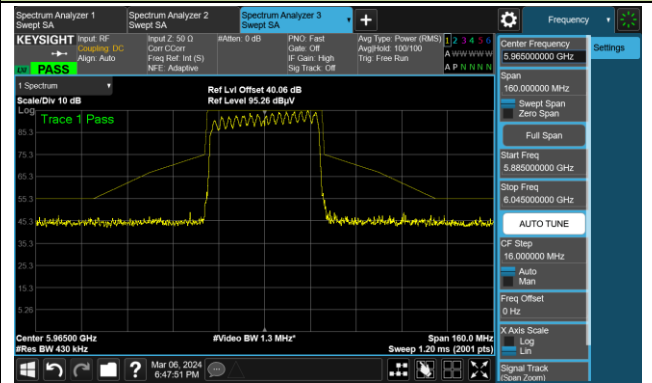 Spectrum Analyzer 1
Swept SA
Spectrum Analyzer 2
Swept SA
Spectrum Analyzer 3
Swept SA
Frequency
KEYSIGHT
Input: RF
Coupling: DC
Align: Auto
Input Z: 50 Ω
Corr CCorr
Freq Ref: Int (S)
NFE: Adaptive
#Atten: 0 dB
PNO: Fast
Gate: Off
IF Gain: High
Sig Track: Off
Avg Type: Power (RMS)
Avg|Hold: 100/100
Trig: Free Run
1 2 3 4 5 6
A W W W W W
A P N N N N
LXI
PASS
1 Spectrum
Scale/Div 10 dB
Ref Lvl Offset 40.06 dB
Ref Level 95.26 dBµV
Log
Trace 1 Pass
85.3
75.3
65.3
55.3
45.3
35.3
25.3
15.3
5.26
Center 5.96500 GHz
#Res BW 430 kHz
#Video BW 1.3 MHz*
Span 160.0 MHz
Sweep 1.20 ms (2001 pts)
Mar 06, 2024
6:47:51 PM
Center Frequency
5.965000000 GHz
Settings
Span
160.000000 MHz
Swept Span
Zero Span
Full Span
Start Freq
5.885000000 GHz
Stop Freq
6.045000000 GHz
AUTO TUNE
CF Step
16.000000 MHz
Auto
Man
Freq Offset
0 Hz
X Axis Scale
Log
Lin
Signal Track
(Span Zoom)